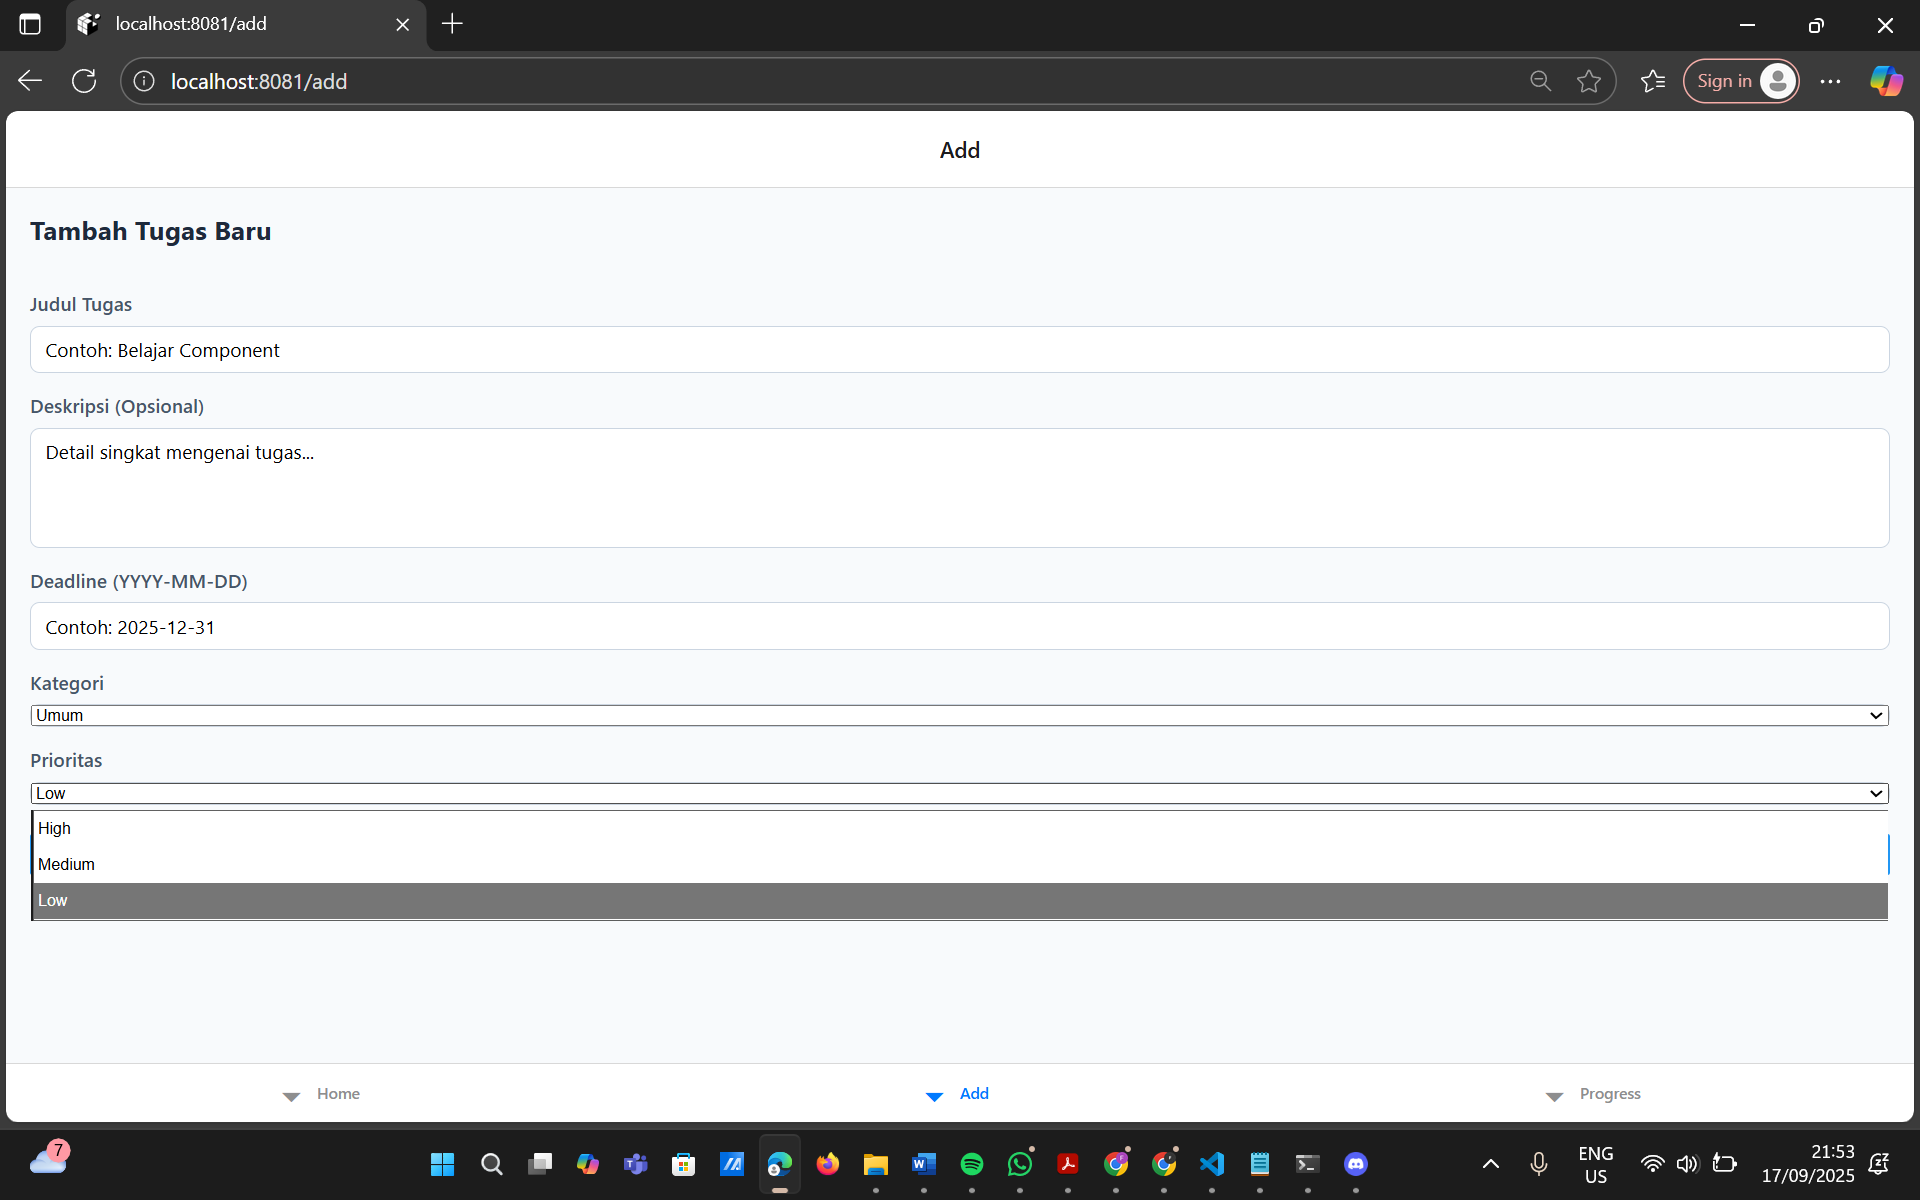 localhost:8081/add
localhost:8081/add
Sign in
Add
Tambah Tugas Baru
Judul Tugas
Contoh: Belajar Component
Deskripsi (Opsional)
Detail singkat mengenai tugas...
Deadline (YYYY-MM-DD)
Contoh: 2025-12-31
Kategori
Umum
Prioritas
Low
High
Medium
Low
Home
Add
Progress
7
ENG
US
21:53
17/09/2025